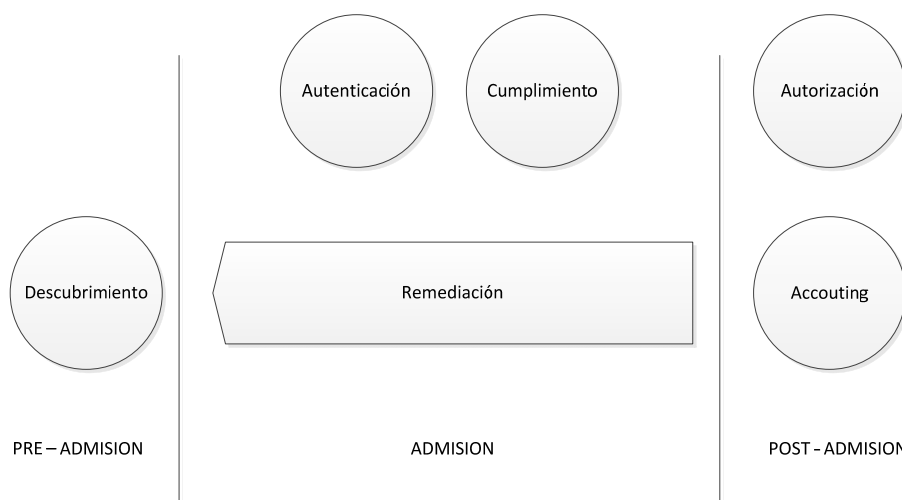 Autenticación
Cumplimiento
Autorización
Descubrimiento
Remediación
Accouting
PRE – ADMISION
ADMISION
POST - ADMISION